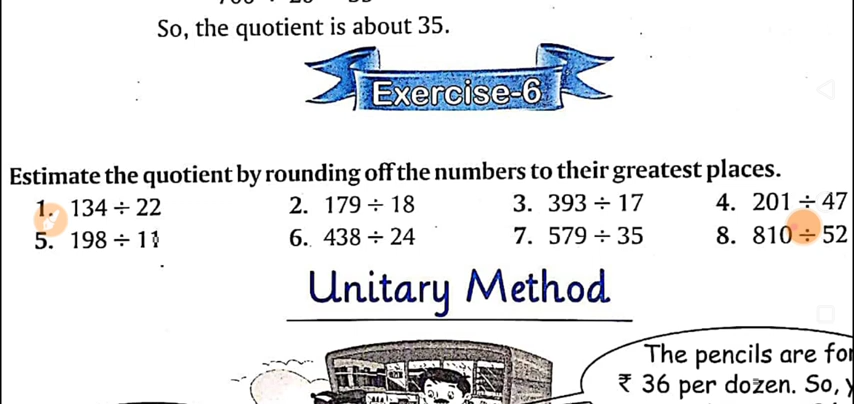 So, the quotient is about 35.
Exercise-6
Estimate the quotient by rounding off the numbers to their greatest places.
1. 134 ÷ 22 2. 179 ÷ 18 3. 393 ÷ 17 4. 201 ÷ 47
5. 198 ÷ 6. 438 ÷ 24 7. 579 ÷ 35 8. 810 ÷ 52
Unitary Method
The pencils are
₹ 36 per dozen. So,